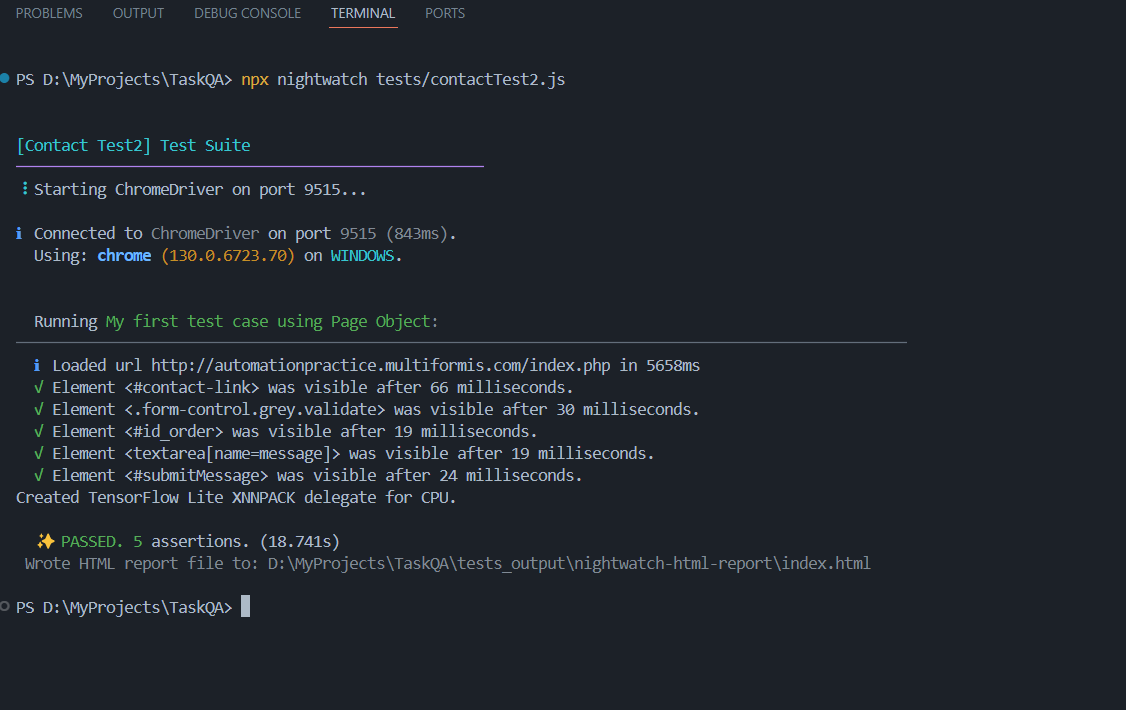 PROBLEMS OUTPUT DEBUG CONSOLE TERMINAL PORTS
PS D:\MyProjects\TaskQA> npx nightwatch tests/contactTest2.js
[Contact Test2] Test Suite
Starting ChromeDriver on port 9515...
ℹ Connected to ChromeDriver on port 9515 (843ms).
Using: chrome (130.0.6723.70) on WINDOWS.
Running My first test case using Page Object:
ℹ Loaded url http://automationpractice.multiformis.com/index.php in 5658ms
√ Element <#contact-link> was visible after 66 milliseconds.
√ Element <.form-control.grey.validate> was visible after 30 milliseconds.
√ Element <#id_order> was visible after 19 milliseconds.
√ Element <textarea[name=message]> was visible after 19 milliseconds.
√ Element <#submitMessage> was visible after 24 milliseconds.
Created TensorFlow Lite XNNPACK delegate for CPU.
✨ PASSED. 5 assertions. (18.741s)
Wrote HTML report file to: D:\MyProjects\TaskQA\tests_output\nightwatch-html-report\index.html
PS D:\MyProjects\TaskQA>